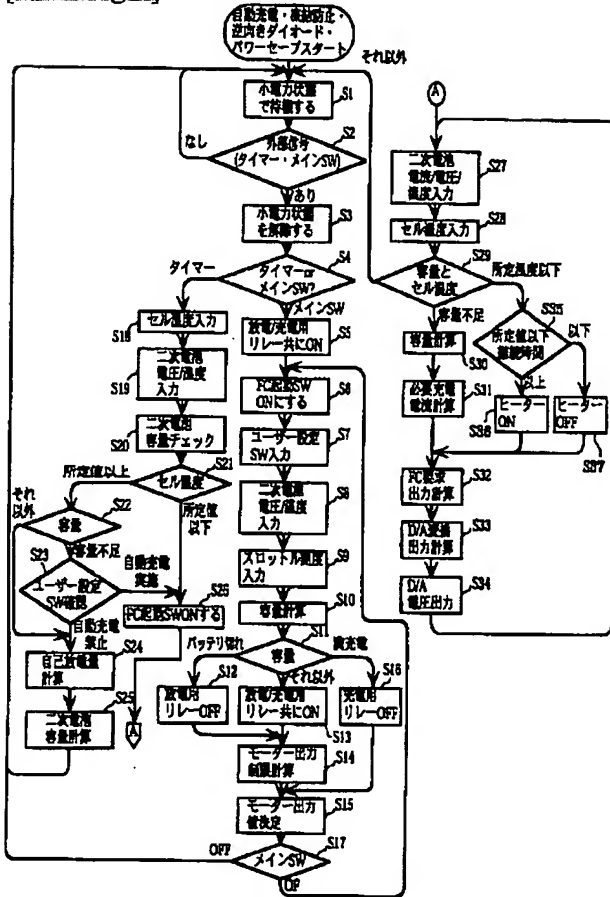 自動充電・凍結防止・
逆向きダイオード・
パワーセーブスタート
それ以外
小電力状態
で待機する
S1
なし
外部信号
(タイマー・メインSW)
S2
あり
小電力状態
を解除する
S3
タイマー
タイマーor
メインSW?
S4
メインSW
放電/充電用
リレー共にON
S5
FC起動SW
ONにする
S6
ユーザー設定
SW入力
S7
二次電源
電圧/温度
入力
S8
スロットル開度
入力
S9
容量計算
S10
容量
S11
バッテリ切れ
それ以外
満充電
放電用
リレーOFF
S12
放電/充電用
リレー共にON
S13
充電用
リレーOFF
S16
モーター出力
制限計算
S14
モーター出力
値決定
S15
メインSW
S17
OFF
OF
セル温度入力
S18
二次電池
電圧/温度
入力
S19
二次電池
容量チェック
S20
セル温度
S21
所定値以上
所定値
以下
容量
S22
それ
以外
容量不足
ユーザー設定
SW確認
S23
自動充電
実施
自動充電
禁止
自己放電量
計算
S24
二次電池
容量計算
S25
FC起動SWONする
S26
A
A
二次電池
電流/電圧/
温度入力
S27
セル温度入力
S28
容量と
セル温度
S29
所定温度以下
容量不足
容量計算
S30
必要充電
電流計算
S31
所定値以下
継続時間
S35
以上
以下
ヒーター
ON
S36
ヒーター
OFF
S37
FC要求
出力計算
S32
D/A変換
出力計算
S33
D/A
電圧出力
S34